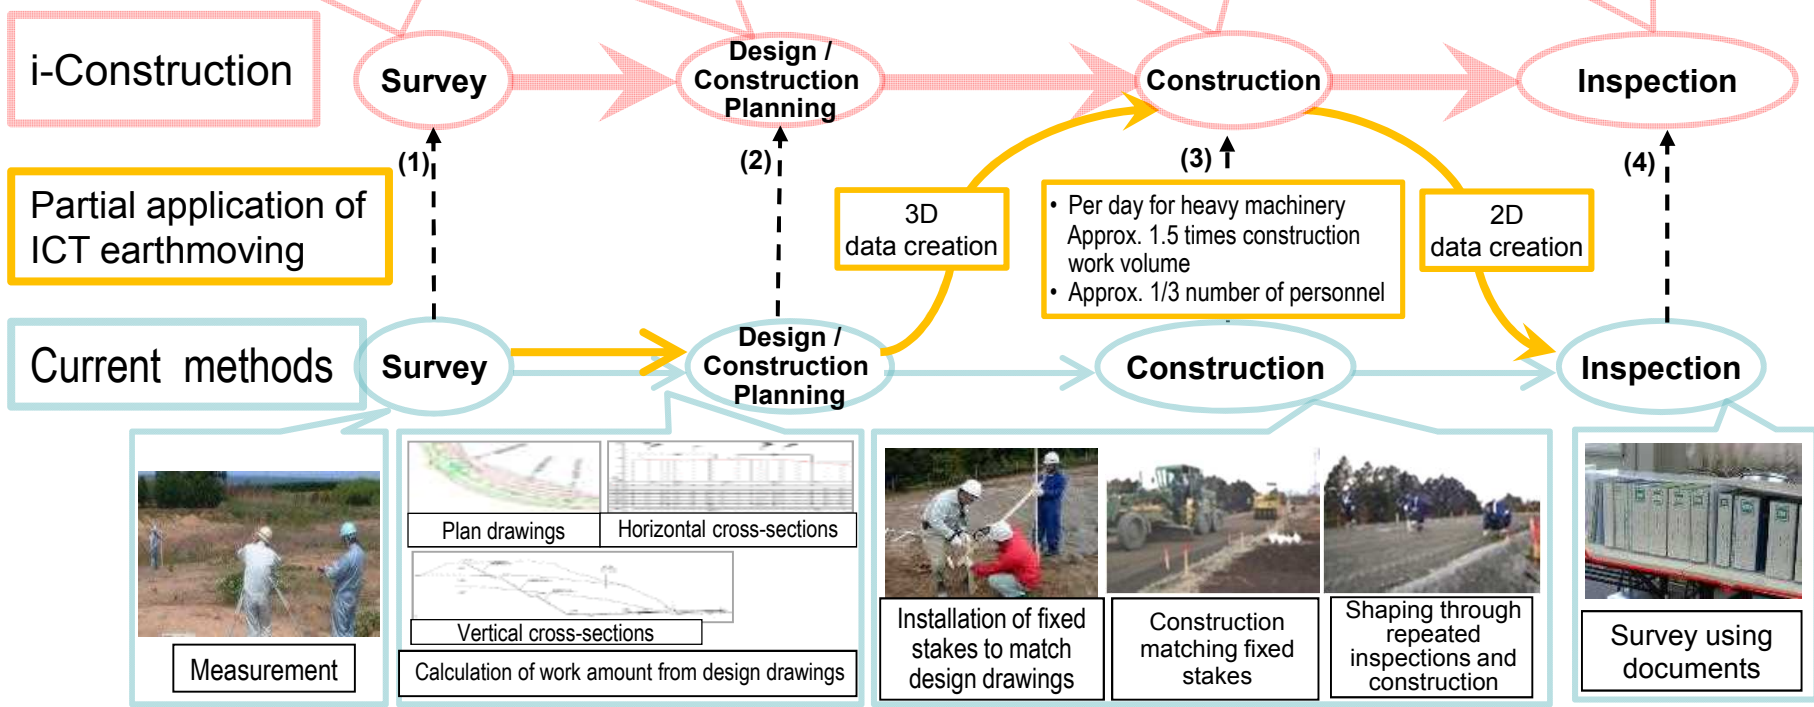 i-Construction
Survey
Design /
Construction
Planning
Construction
Inspection
(1)
(2)
(3)
(4)
Partial application of
ICT earthmoving
3D
data creation
• Per day for heavy machinery
Approx. 1.5 times construction
work volume
• Approx. 1/3 number of personnel
2D
data creation
Current methods
Survey
Design /
Construction
Planning
Construction
Inspection
Measurement
Plan drawings
Horizontal cross-sections
Vertical cross-sections
Calculation of work amount from design drawings
Installation of fixed
stakes to match
design drawings
Construction
matching fixed
stakes
Shaping through
repeated
inspections and
construction
Survey using
documents